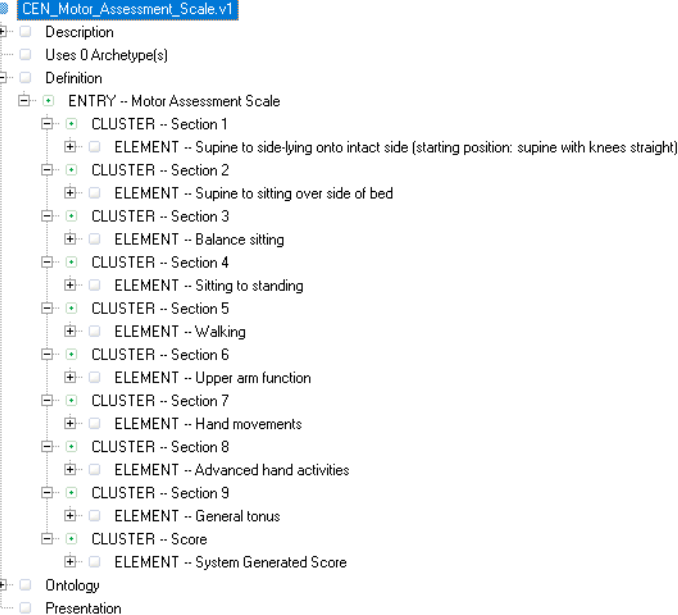 CEN_Motor_Assessment_Scale.v1
Description
Uses 0 Archetype(s)
Definition
ENTRY -- Motor Assessment Scale
CLUSTER -- Section 1
ELEMENT -- Supine to side-lying onto intact side (starting position: supine with knees straight)
CLUSTER -- Section 2
ELEMENT -- Supine to sitting over side of bed
CLUSTER -- Section 3
ELEMENT -- Balance sitting
CLUSTER -- Section 4
ELEMENT -- Sitting to standing
CLUSTER -- Section 5
ELEMENT -- Walking
CLUSTER -- Section 6
ELEMENT -- Upper arm function
CLUSTER -- Section 7
ELEMENT -- Hand movements
CLUSTER -- Section 8
ELEMENT -- Advanced hand activities
CLUSTER -- Section 9
ELEMENT -- General tonus
CLUSTER -- Score
ELEMENT -- System Generated Score
Ontology
Presentation